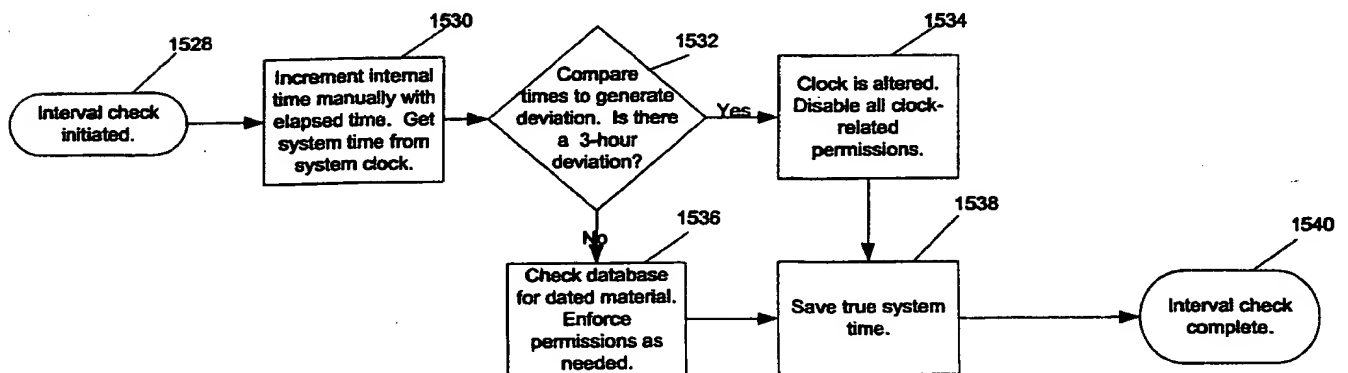 1528
Interval check
initiated.
1530
Increment internal
time manually with
elapsed time. Get
system time from
system clock.
1532
Compare
times to generate
deviation. Is there
a 3-hour
deviation?
Yes
1534
Clock is altered.
Disable all clock-
related
permissions.
No
1536
Check database
for dated material.
Enforce
permissions as
needed.
1538
Save true system
time.
1540
Interval check
complete.